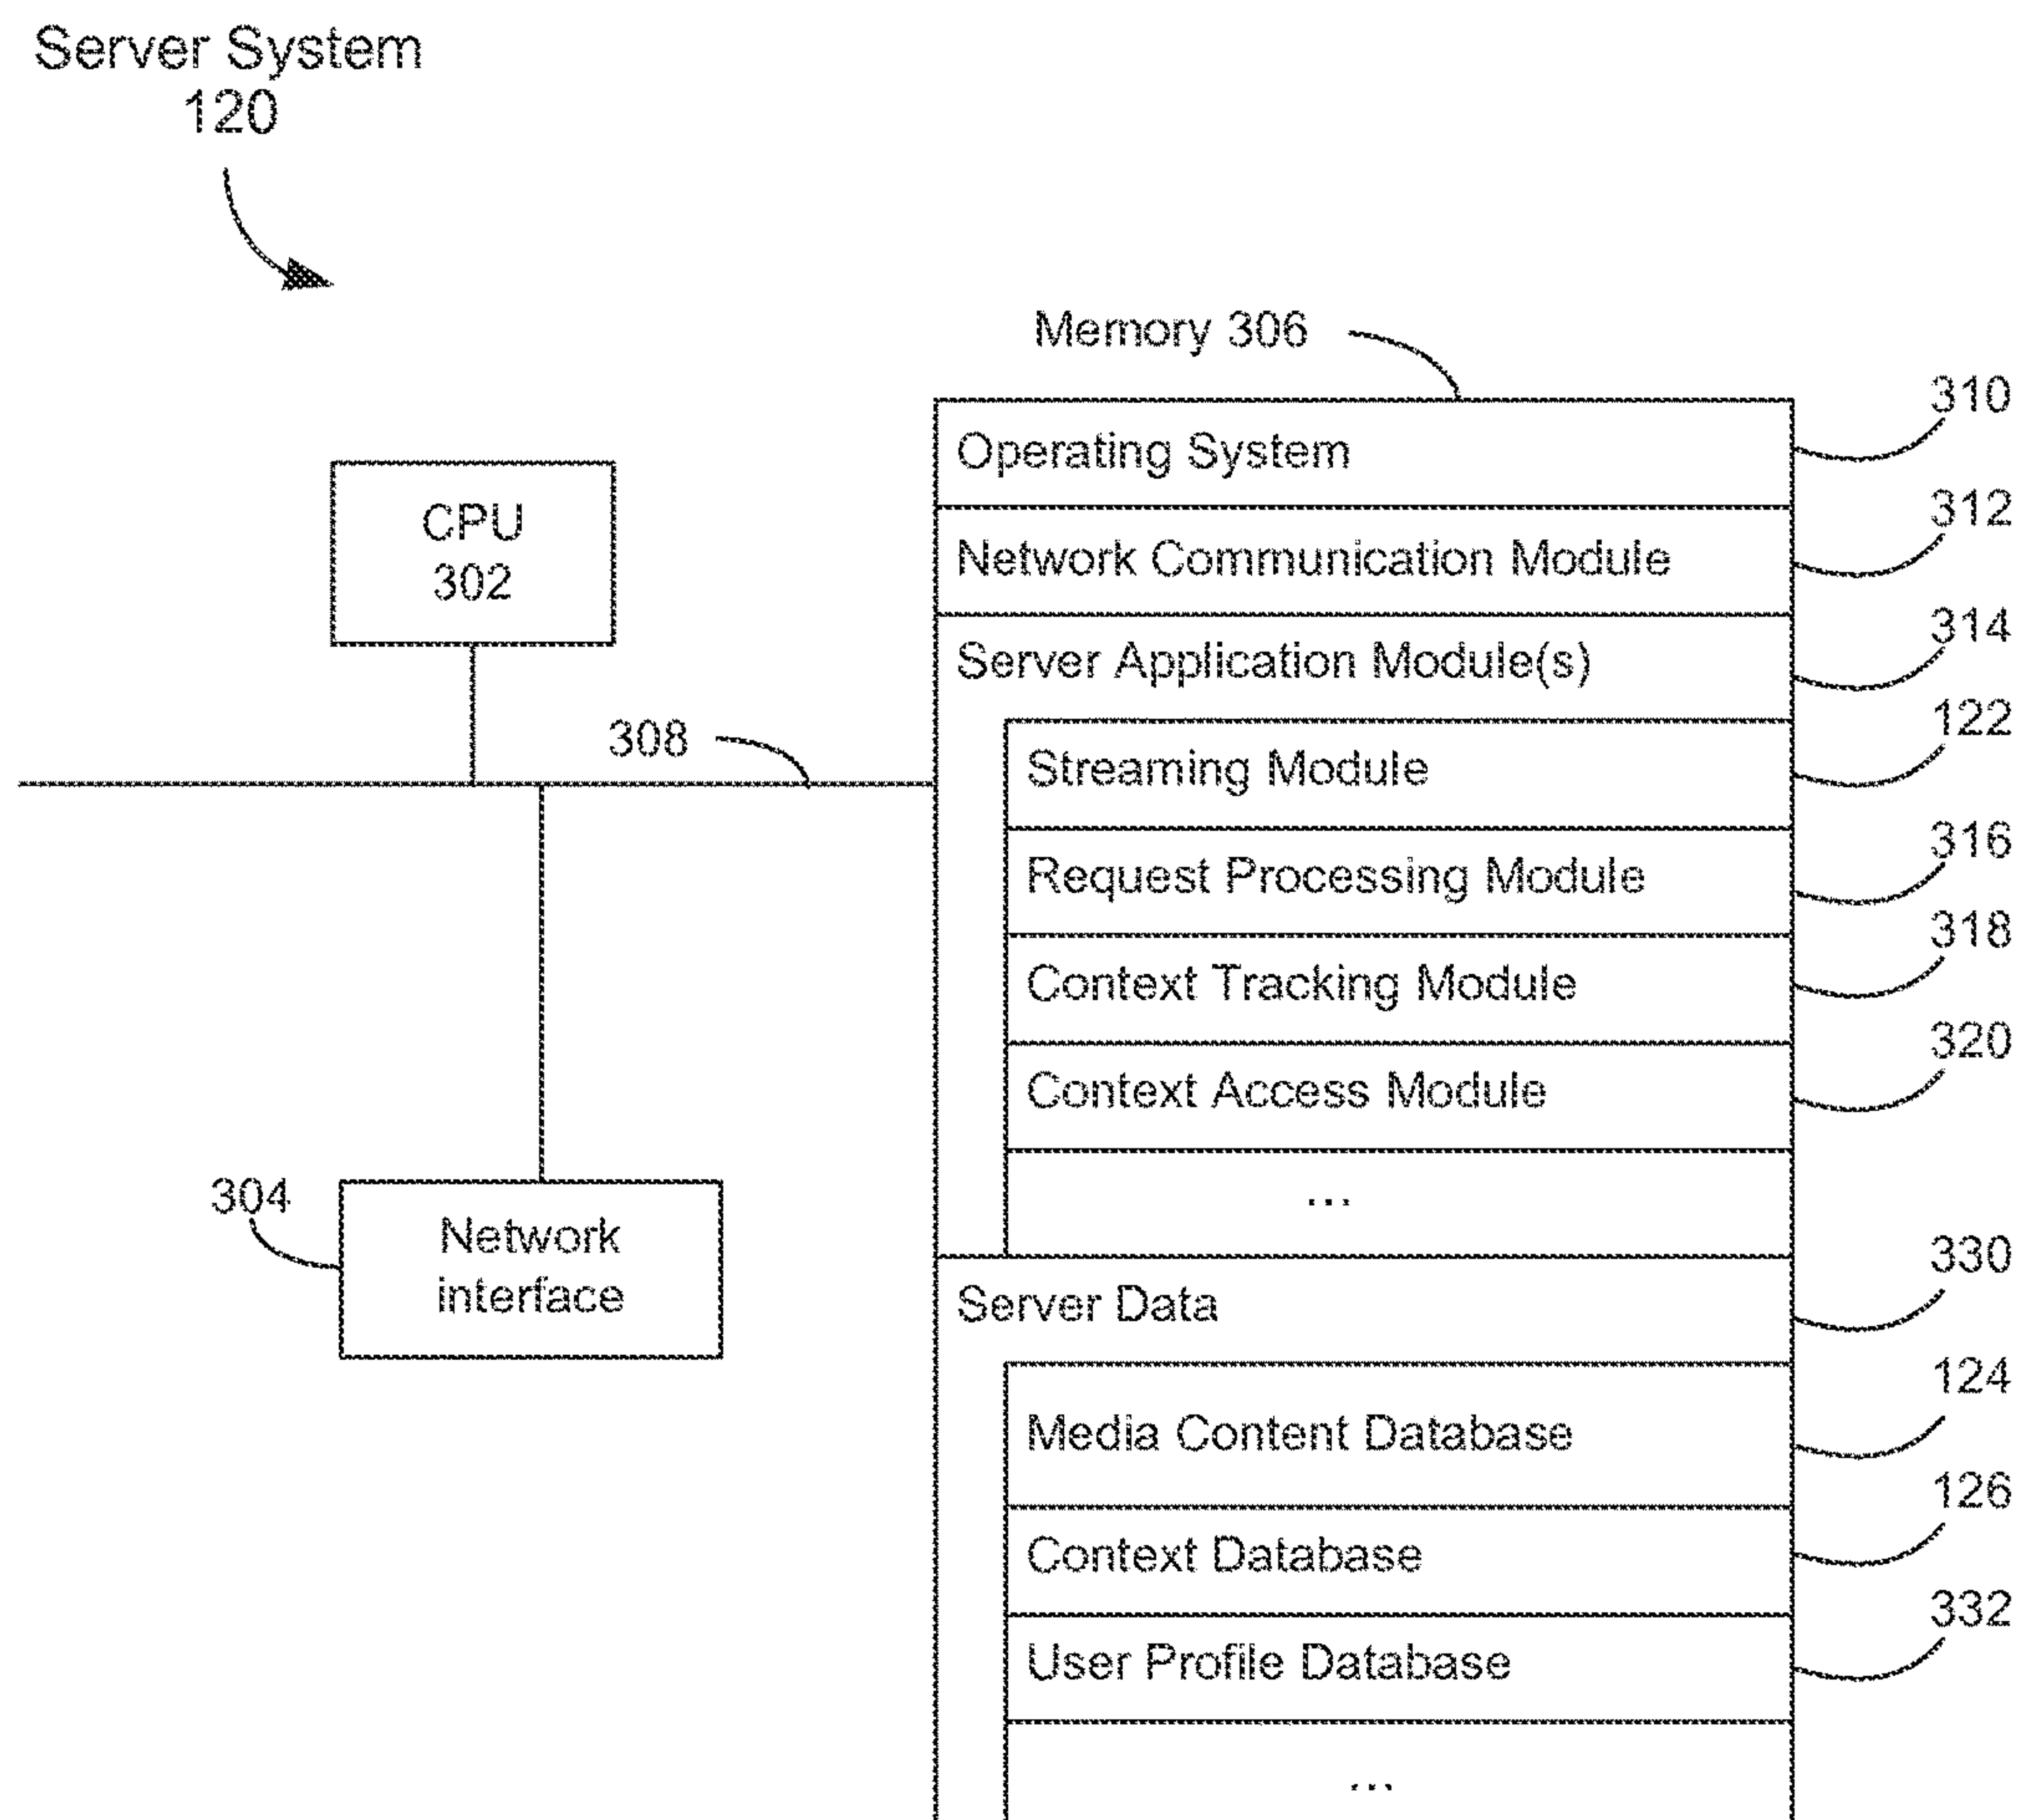 Server System
120
Memory 306
310
Operating System
CPU
302
312
Network Communication Module
314
Server Application Module(s)
308
122
Streaming Module
316
Request Processing Module
318
Context Tracking Module
320
Context Access Module
...
304
Network
interface
330
Server Data
124
Media Content Database
126
Context Database
332
User Profile Database
...